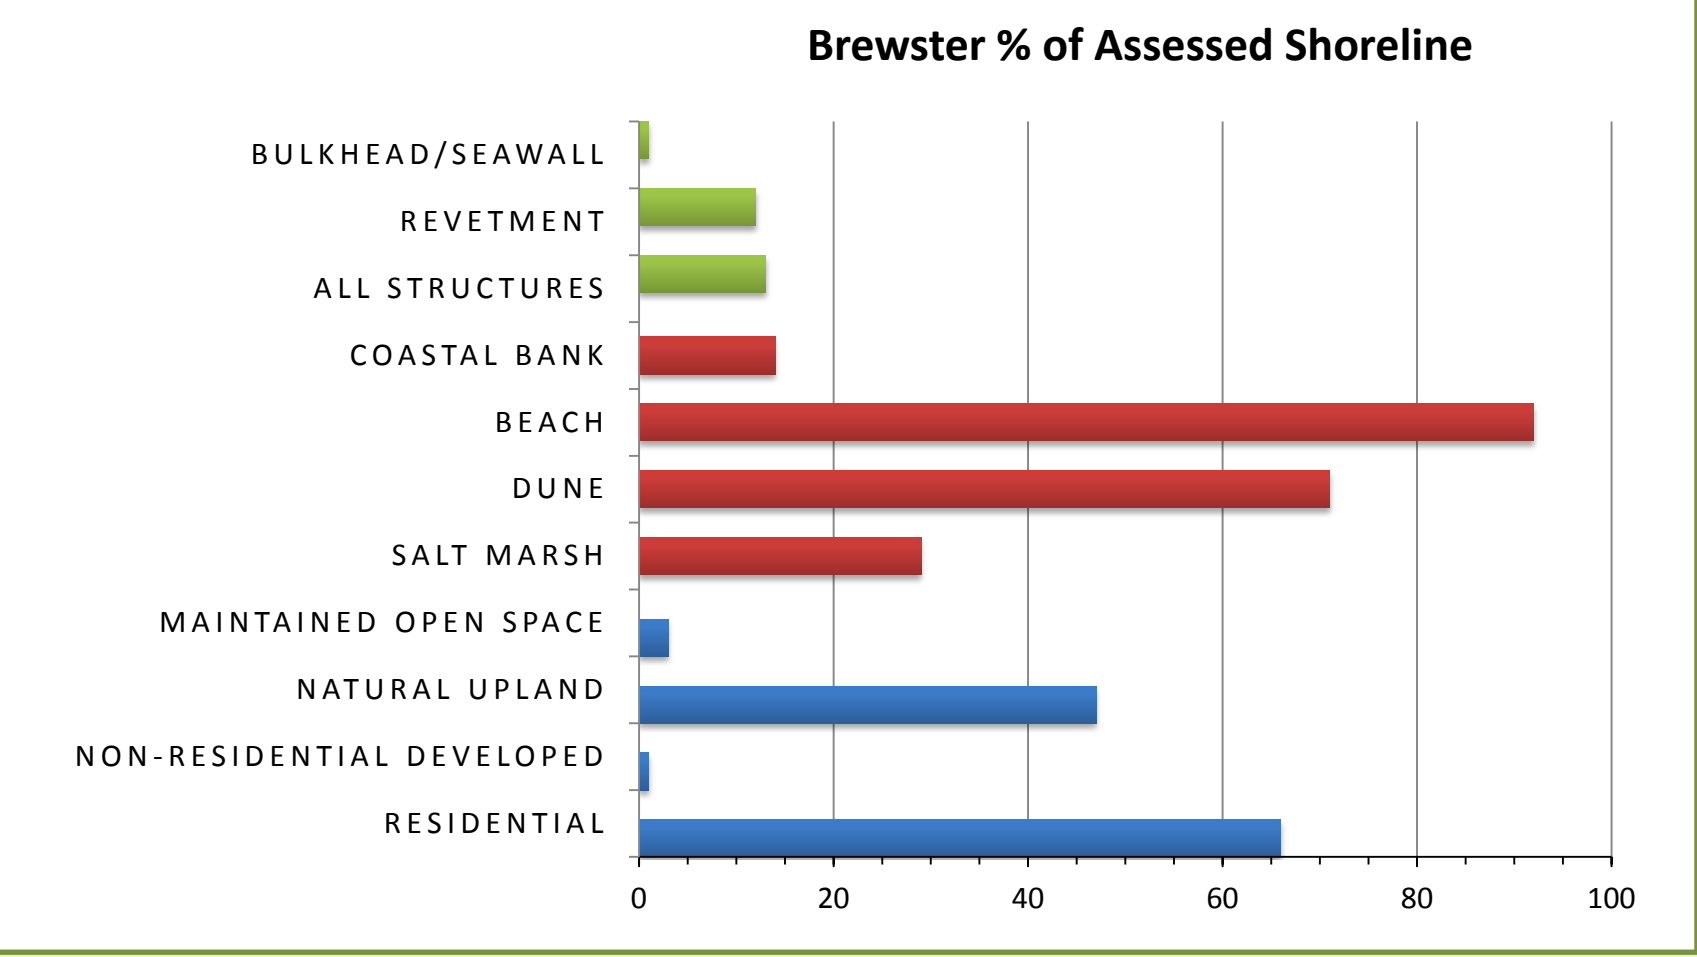 Brewster % of Assessed Shoreline
BULKHEAD/SEAWALL
REVETMENT
ALL STRUCTURES
COASTAL BANK
BEACH
DUNE
SALT MARSH
MAINTAINED OPEN SPACE
NATURAL UPLAND
NON-RESIDENTIAL DEVELOPED
RESIDENTIAL
0 20 40 60 80 100